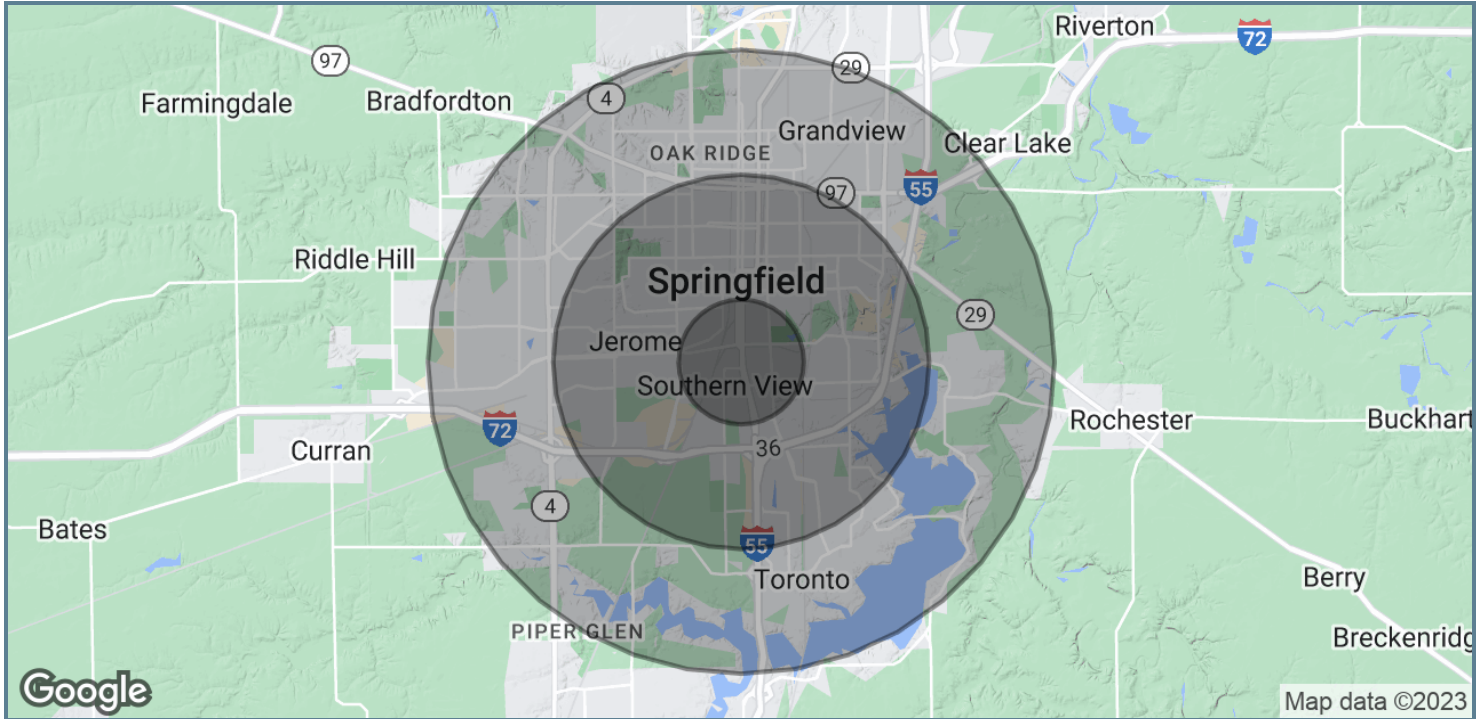 Riverton
72
97
29
Farmingdale
Bradfordton
4
Grandview
Clear Lake
OAK RIDGE
97
55
Riddle Hill
Springfield
29
Jerome
Southern View
72
Rochester
Buckhart
Curran
36
4
Bates
55
Toronto
Berry
PIPER GLEN
Breckenridg
Google
Map data ©2023